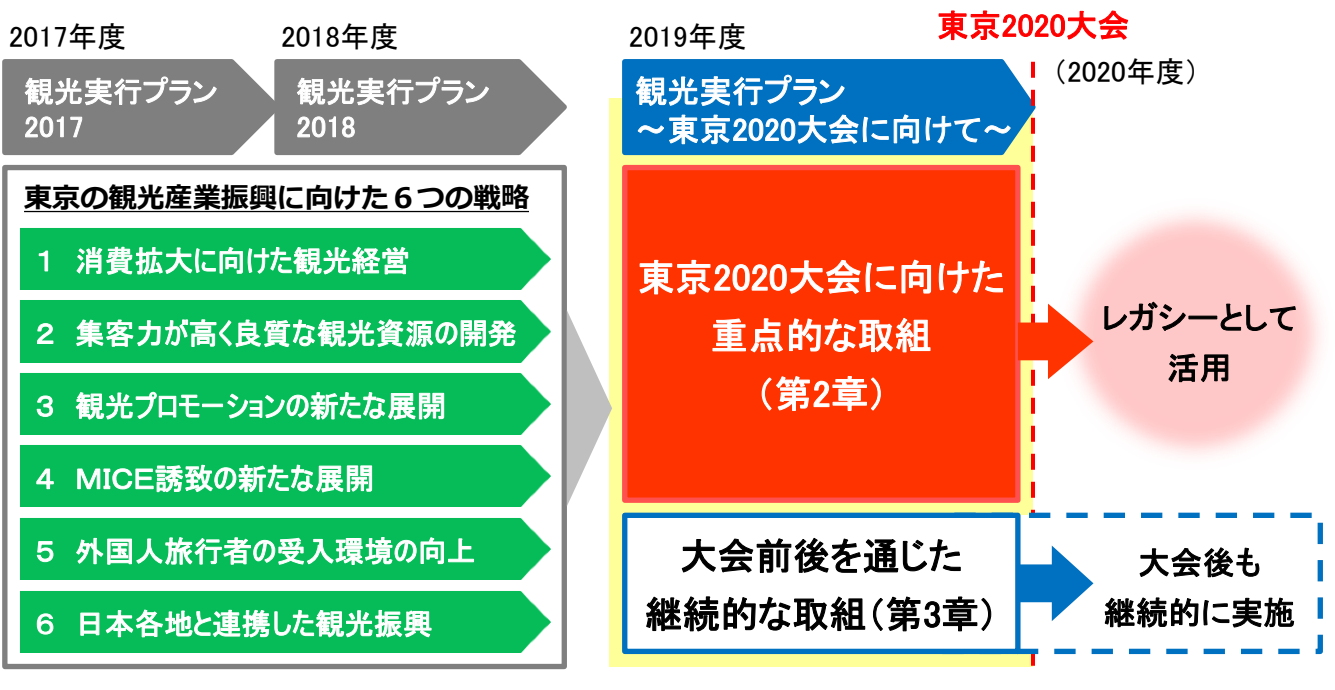 2017年度
2018年度
2019年度
東京2020大会
（2020年度）
観光実行プラン
2017
観光実行プラン
2018
観光実行プラン
～東京2020大会に向けて～
東京の観光産業振興に向けた６つの戦略
１ 消費拡大に向けた観光経営
２ 集客力が高く良質な観光資源の開発
３ 観光プロモーションの新たな展開
４ ＭＩＣＥ誘致の新たな展開
５ 外国人旅行者の受入環境の向上
６ 日本各地と連携した観光振興
東京2020大会に向けた
重点的な取組
（第2章）
レガシーとして
活用
大会前後を通じた
継続的な取組（第3章）
大会後も
継続的に実施